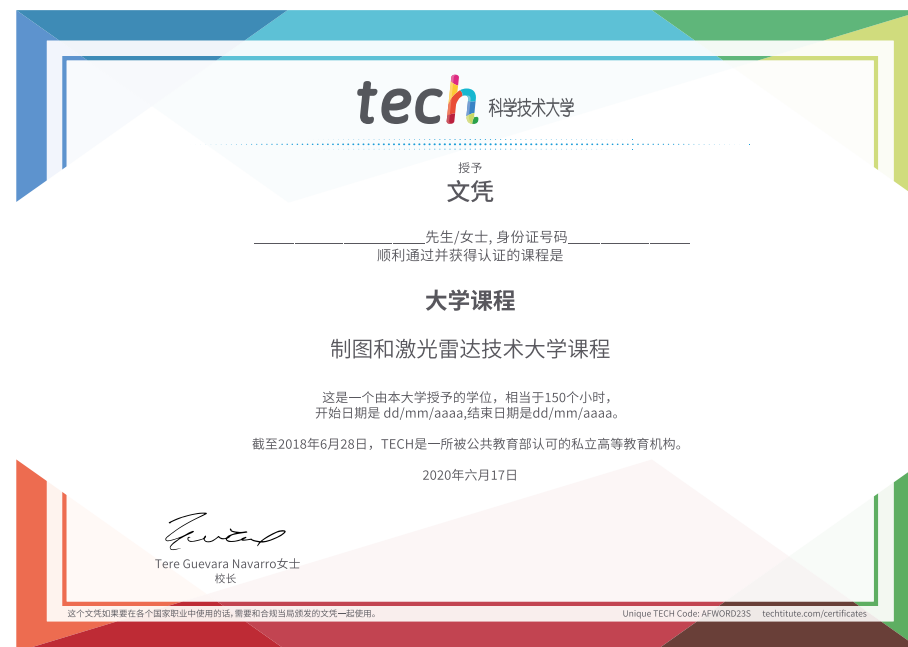 tech 科学技术大学
授予
文凭
______________________先生/女士, 身份证号码_______________
顺利通过并获得认证的课程是
大学课程
制图和激光雷达技术大学课程
这是一个由本大学授予的学位，相当于150个小时，
开始日期是 dd/mm/aaaa,结束日期是dd/mm/aaaa。
截至2018年6月28日，TECH是一所被公共教育部认可的私立高等教育机构。
2020年六月17日
Tere Guevara Navarro女士
校长
这个文凭如果要在各个国家职业中使用的话,需要和合规当局颁发的文凭一起使用。
Unique TECH Code: AFWORD23S techtitute.com/certificates